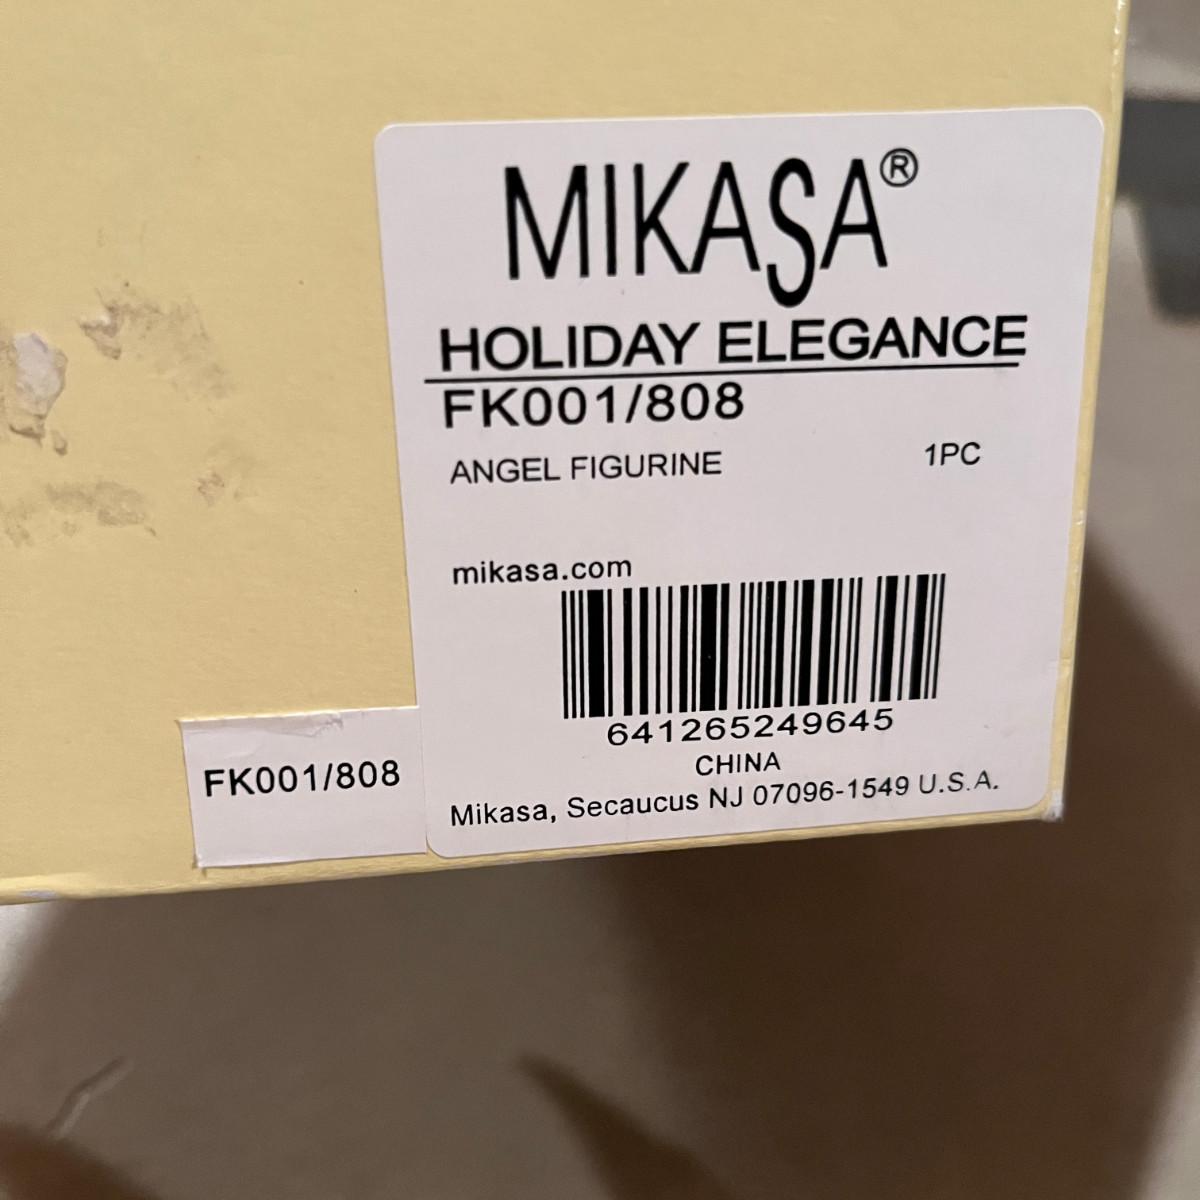 MIKASA®
HOLIDAY ELEGANCE
FK001/808
ANGEL FIGURINE 1PC
mikasa.com
641265249645
CHINA
Mikasa, Secaucus NJ 07096-1549 U.S.A.
FK001/808